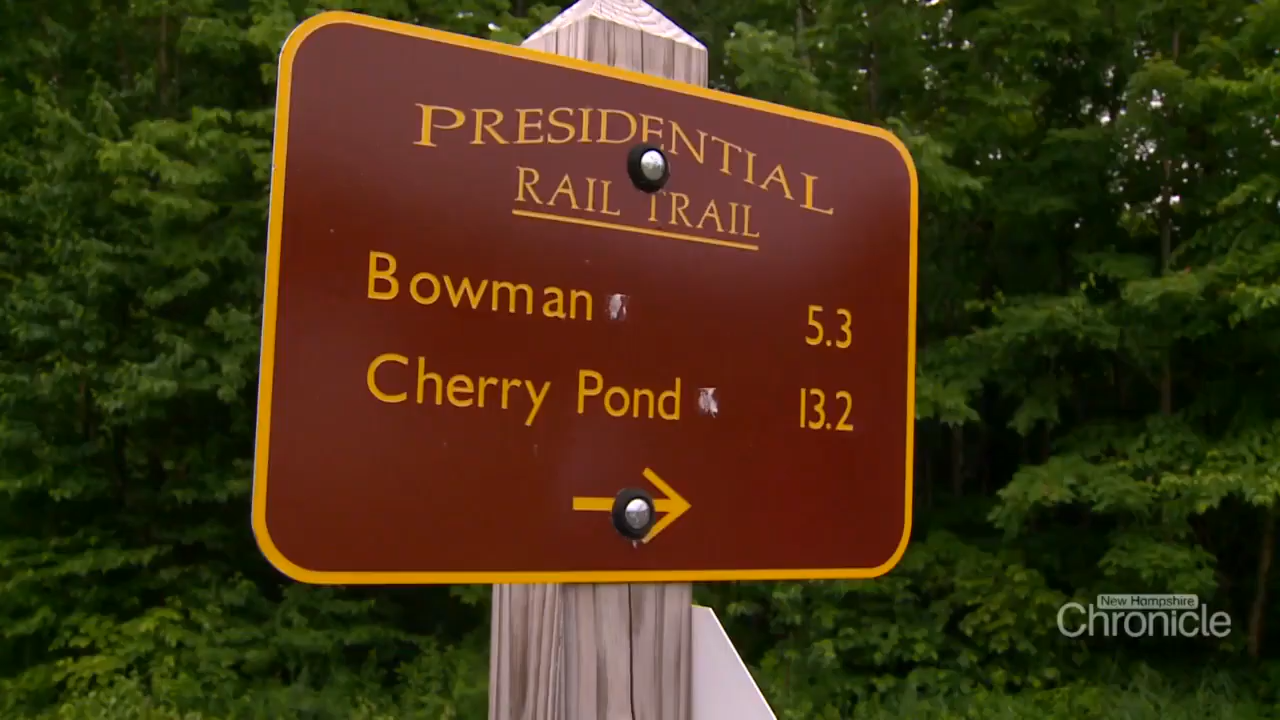 PRESIDENTIAL
RAIL TRAIL
Bowman 5.3
Cherry Pond 13.2
New Hampshire
Chronicle